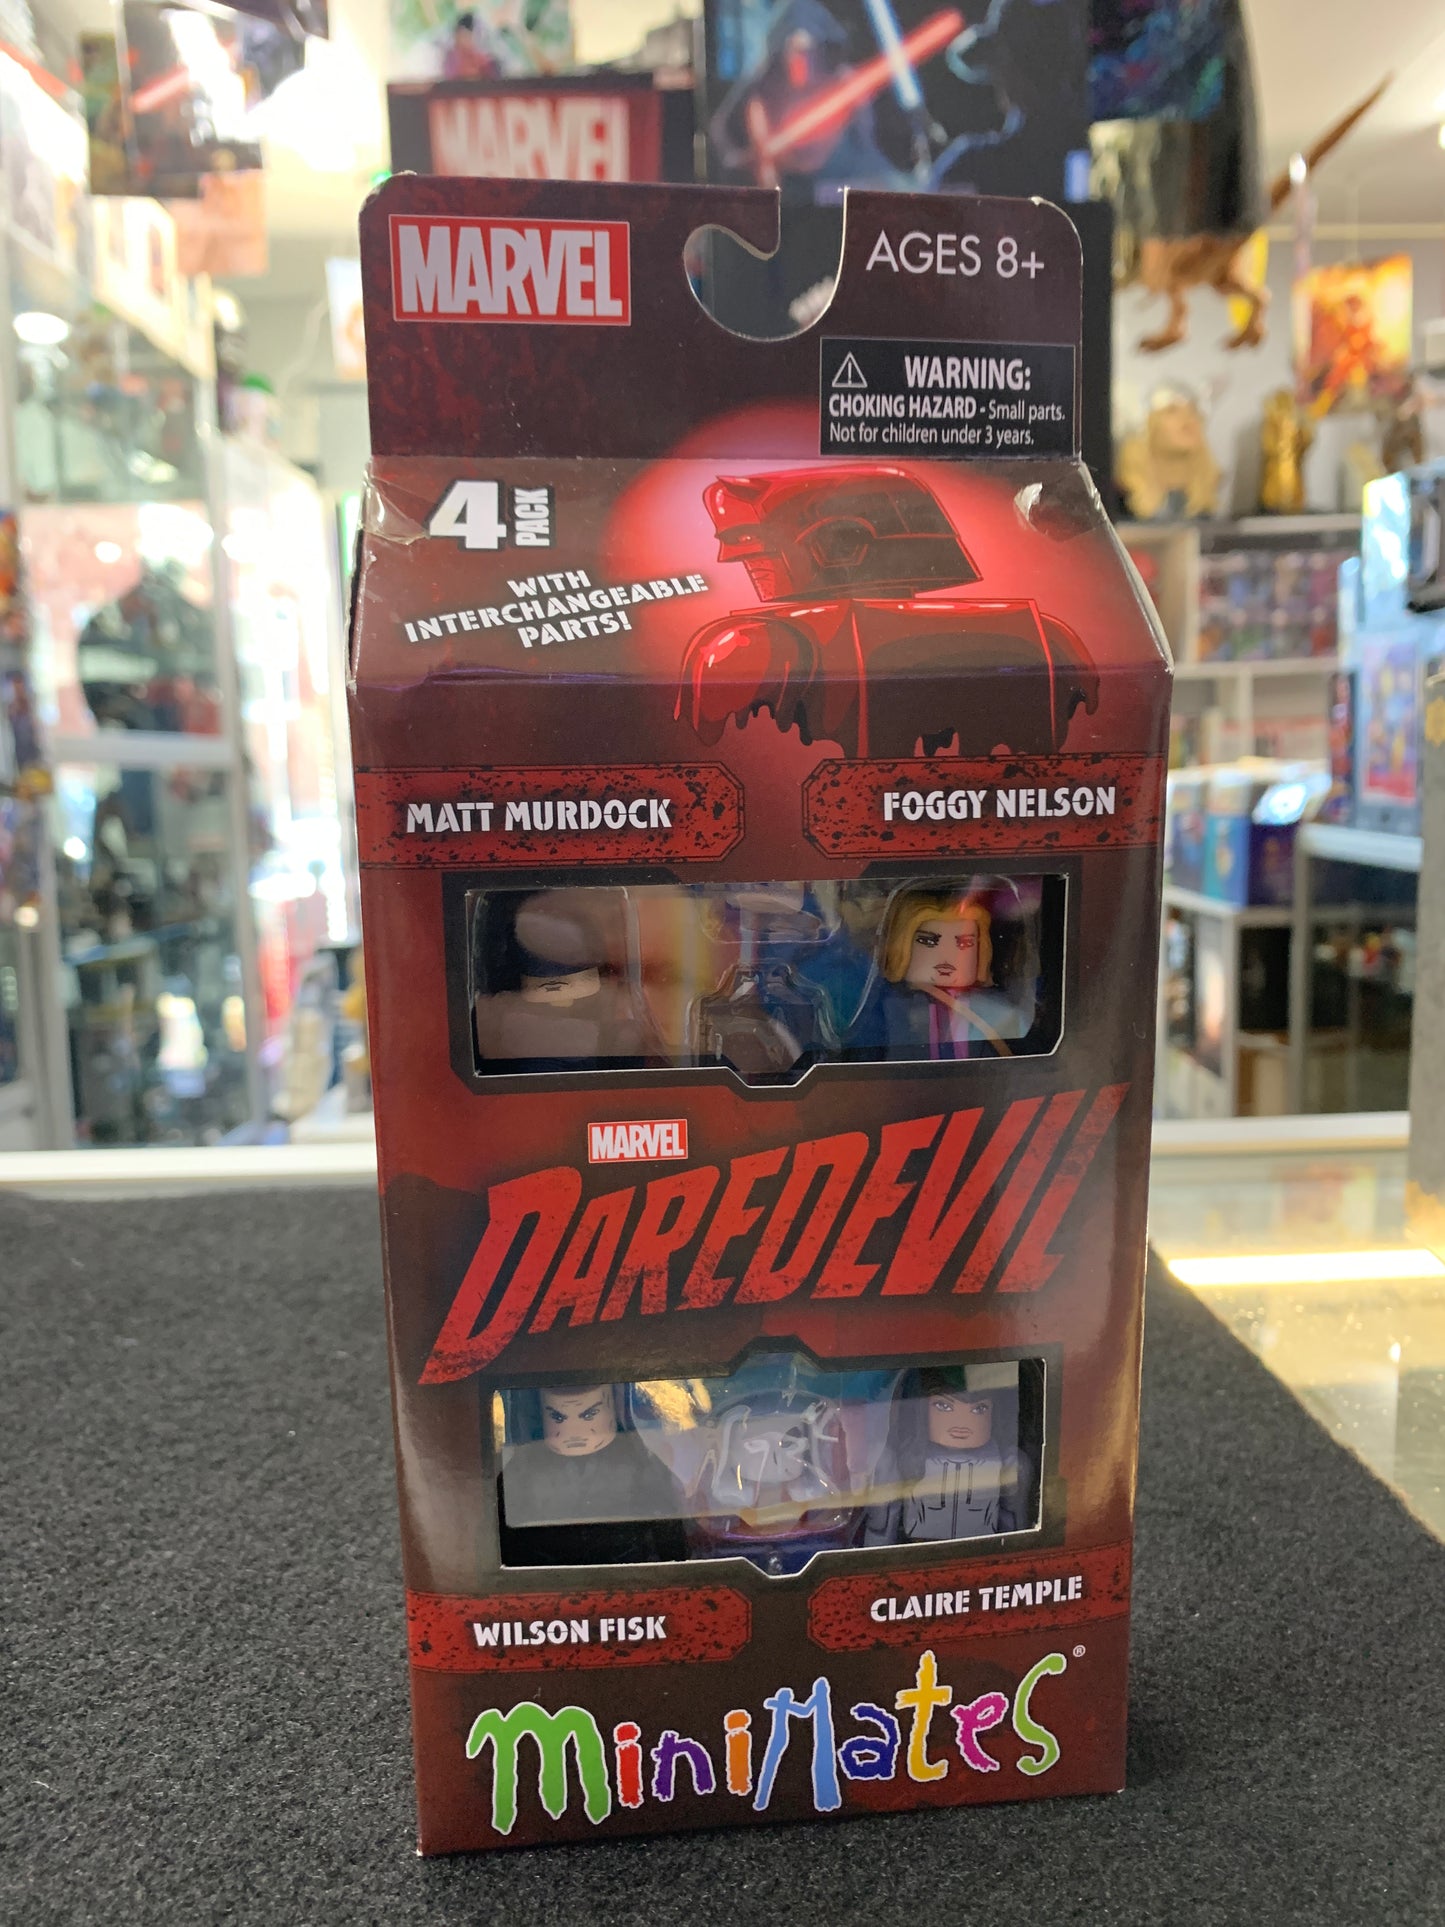 MARVEL
MARVEL
AGES 8+
WARNING:
CHOKING HAZARD - Small parts.
Not for children under 3 years.
4 PACK
WITH
INTERCHANGEABLE
PARTS!
MATT MURDOCK
FOGGY NELSON
MARVEL
DAREDEVIL
WILSON FISK
CLAIRE TEMPLE
miniMates®